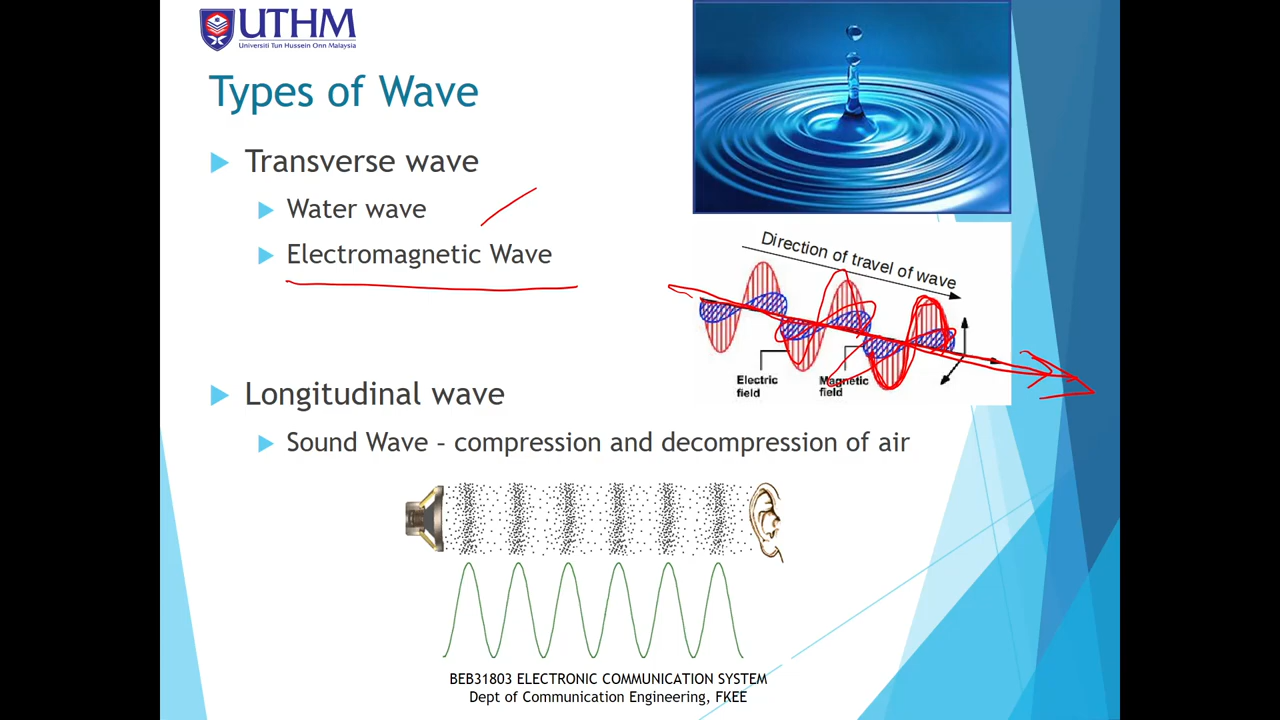 UTHM
Universiti Tun Hussein Onn Malaysia
Types of Wave
Transverse wave
Water wave
Electromagnetic Wave
Direction of travel of wave
Electric
field
Magnetic
field
Longitudinal wave
Sound Wave – compression and decompression of air
BEB31803 ELECTRONIC COMMUNICATION SYSTEM
Dept of Communication Engineering, FKEE